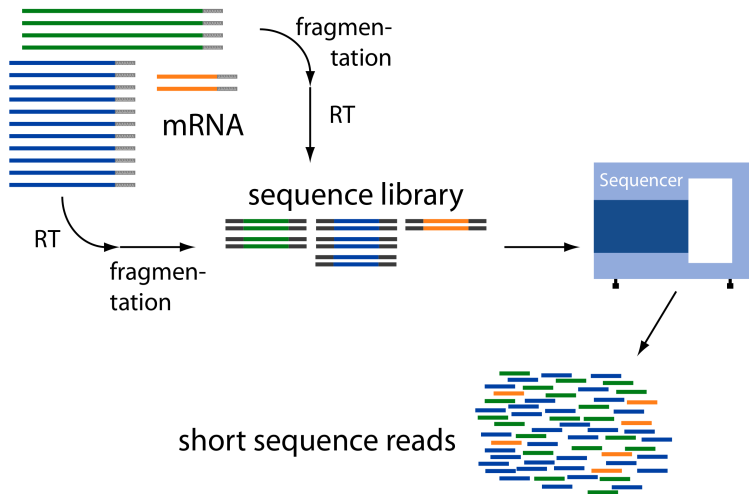 fragmen-
tation
mRNA
RT
sequence library
Sequencer
RT
fragmen-
tation
short sequence reads